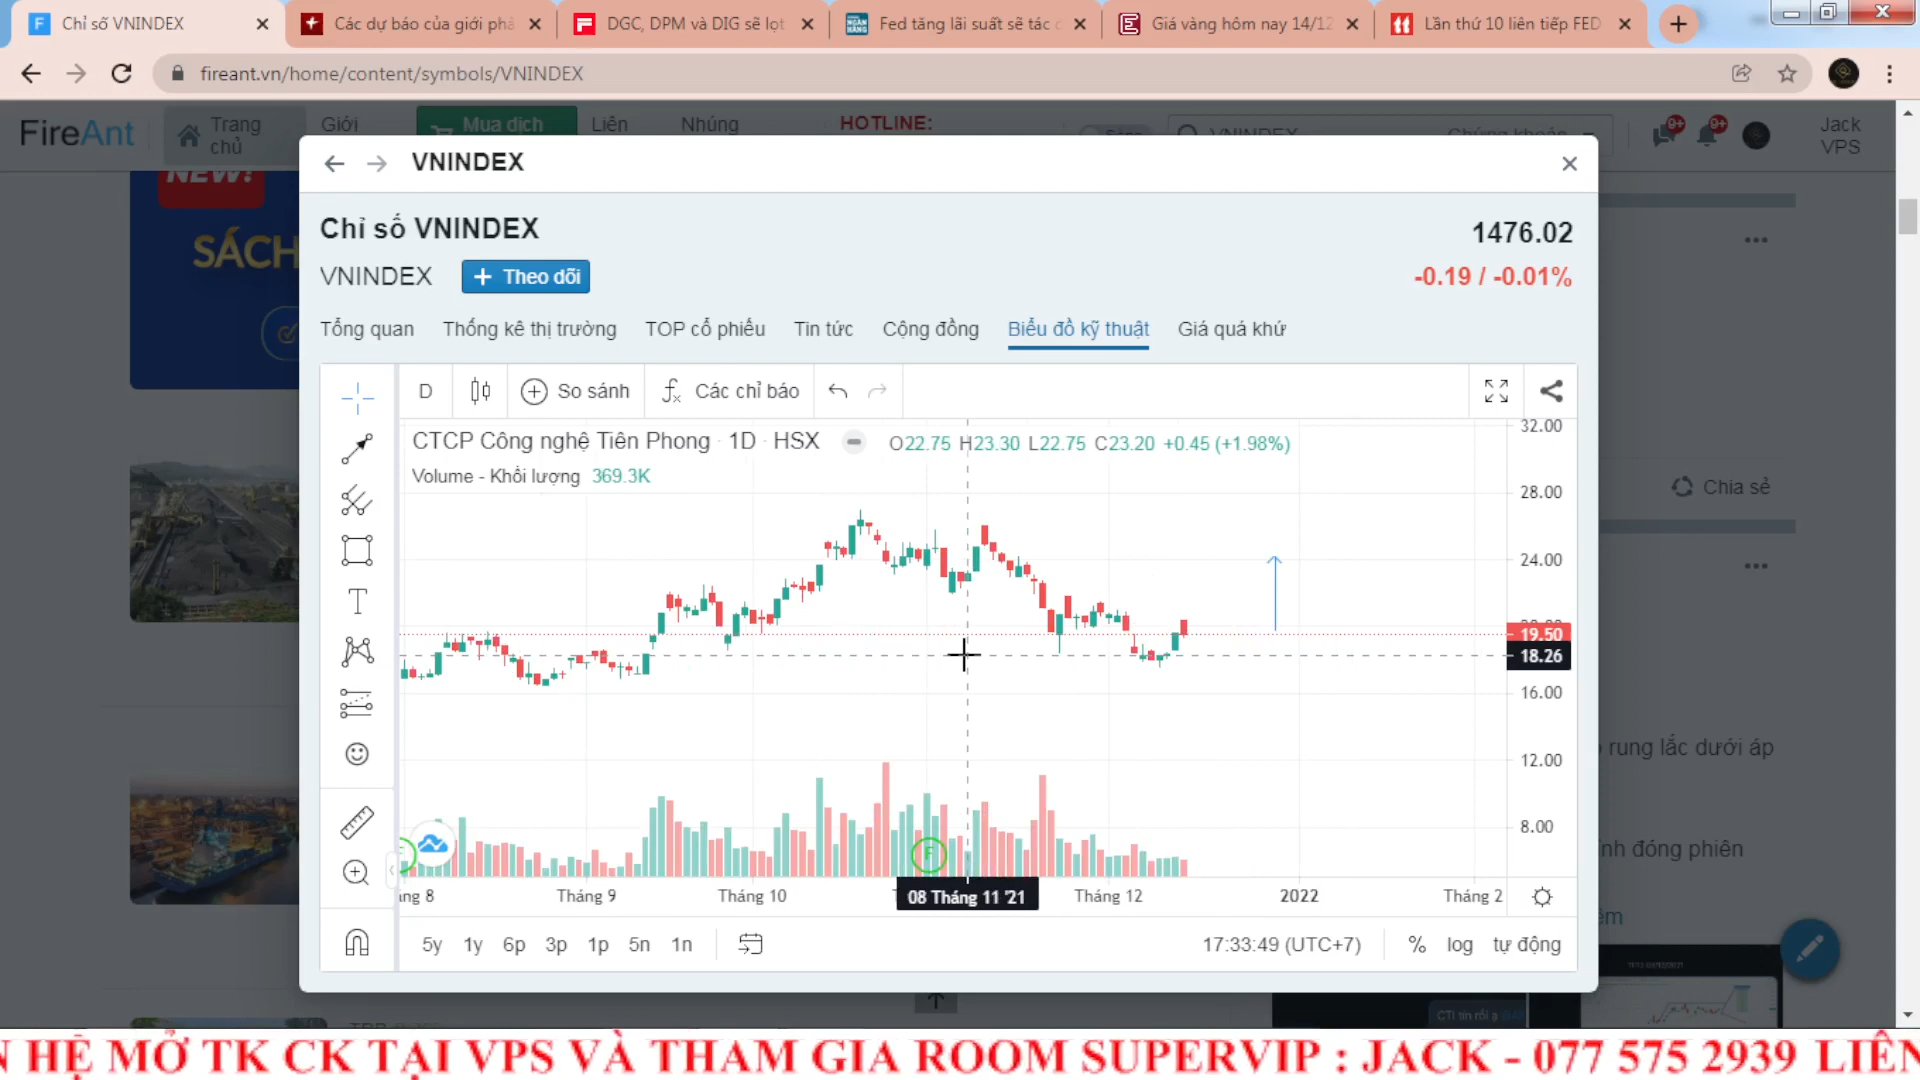 Chỉ số VNINDEX
Các dự báo của giới phâ
DGC, DPM và DIG sẽ lọt
Fed tăng lãi suất sẽ tác đ
Giá vàng hôm nay 14/12
Lần thứ 10 liên tiếp FED
fireant.vn/home/content/symbols/VNINDEX
FireAnt
Trang chủ
Giới
Mua dịch
Liên
Nhúng
HOTLINE:
VNINDEX
Chứng khoán
9+
9+
Jack VPS
NEW!
SÁCH
VNINDEX
Chỉ số VNINDEX
1476.02
VNINDEX
+ Theo dõi
-0.19 / -0.01%
Tổng quan
Thống kê thị trường
TOP cổ phiếu
Tin tức
Cộng đồng
Biểu đồ kỹ thuật
Giá quá khứ
D
So sánh
Các chỉ báo
CTCP Công nghệ Tiên Phong · 1D · HSX
O22.75 H23.30 L22.75 C23.20 +0.45 (+1.98%)
Volume - Khối lượng 369.3K
32.00
28.00
24.00
19.50
18.26
16.00
12.00
8.00
F
áng 8
Tháng 9
Tháng 10
08 Tháng 11 '21
Tháng 12
2022
Tháng 2
5y
1y
6p
3p
1p
5n
1n
17:33:49 (UTC+7)
%
log
tự động
Chia sẻ
rung lắc dưới áp
đóng phiên
N HỆ MỞ TK CK TẠI VPS VÀ THAM GIA ROOM SUPERVIP : JACK - 077 575 2939 LIÊN